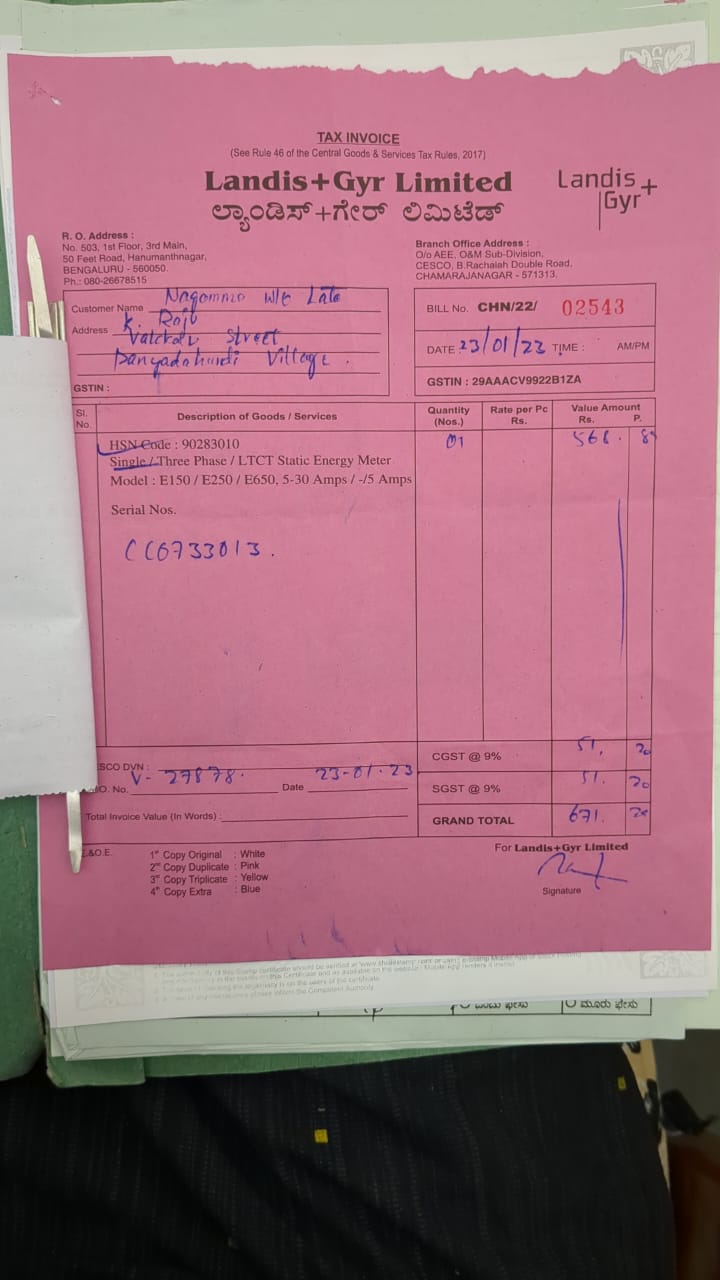 TAX INVOICE
(See Rule 46 of the Central Goods & Services Tax Rules, 2017)
Landis+Gyr Limited
ಲ್ಯಾಂಡಿಸ್+ಗೇರ್ ಲಿಮಿಟೆಡ್
Landis+
Gyr
R. O. Address :
No. 503, 1st Floor, 3rd Main,
50 Feet Road, Hanumanthnagar,
BENGALURU - 560050.
Ph.: 080-26678515
Branch Office Address :
O/o AEE, O&M Sub-Division,
CESCO, B.Rachaiah Double Road,
CHAMARAJANAGAR - 571313.
Customer Name Nagamma w/o Late
K. Raju
Address Street
Village.
GSTIN :
BILL No. CHN/22/ 02543
DATE : 23/01/23 TIME : AM/PM
GSTIN : 29AAACV9922B1ZA
Sl. No. Description of Goods / Services Quantity (Nos.) Rate per Pc Rs. Value Amount Rs. P.
HSN Code : 90283010 01 568.
Single / Three Phase / LTCT Static Energy Meter
Model : E150 / E250 / E650, 5-30 Amps / -/5 Amps
Serial Nos.
CC6733013.
CGST @ 9% 51. 20
SCO DVN :
V- 27878. 23-01-23
O. No. Date
SGST @ 9% 51. 20
Total Invoice Value (In Words) :
GRAND TOTAL 671.
E.&O.E.
1st Copy Original : White
2nd Copy Duplicate : Pink
3rd Copy Triplicate : Yellow
4th Copy Extra : Blue
For Landis+Gyr Limited
Signature
ಮೂರು ಫೇಸು